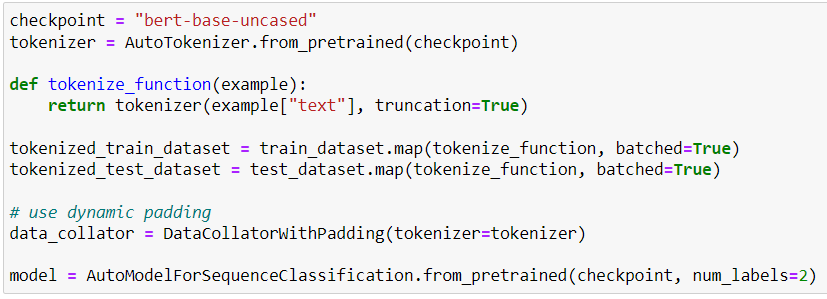 checkpoint = "bert-base-uncased"
tokenizer = AutoTokenizer.from_pretrained(checkpoint)
def tokenize_function(example):
    return tokenizer(example["text"], truncation=True)
tokenized_train_dataset = train_dataset.map(tokenize_function, batched=True)
tokenized_test_dataset = test_dataset.map(tokenize_function, batched=True)
# use dynamic padding
data_collator = DataCollatorWithPadding(tokenizer=tokenizer)
model = AutoModelForSequenceClassification.from_pretrained(checkpoint, num_labels=2)